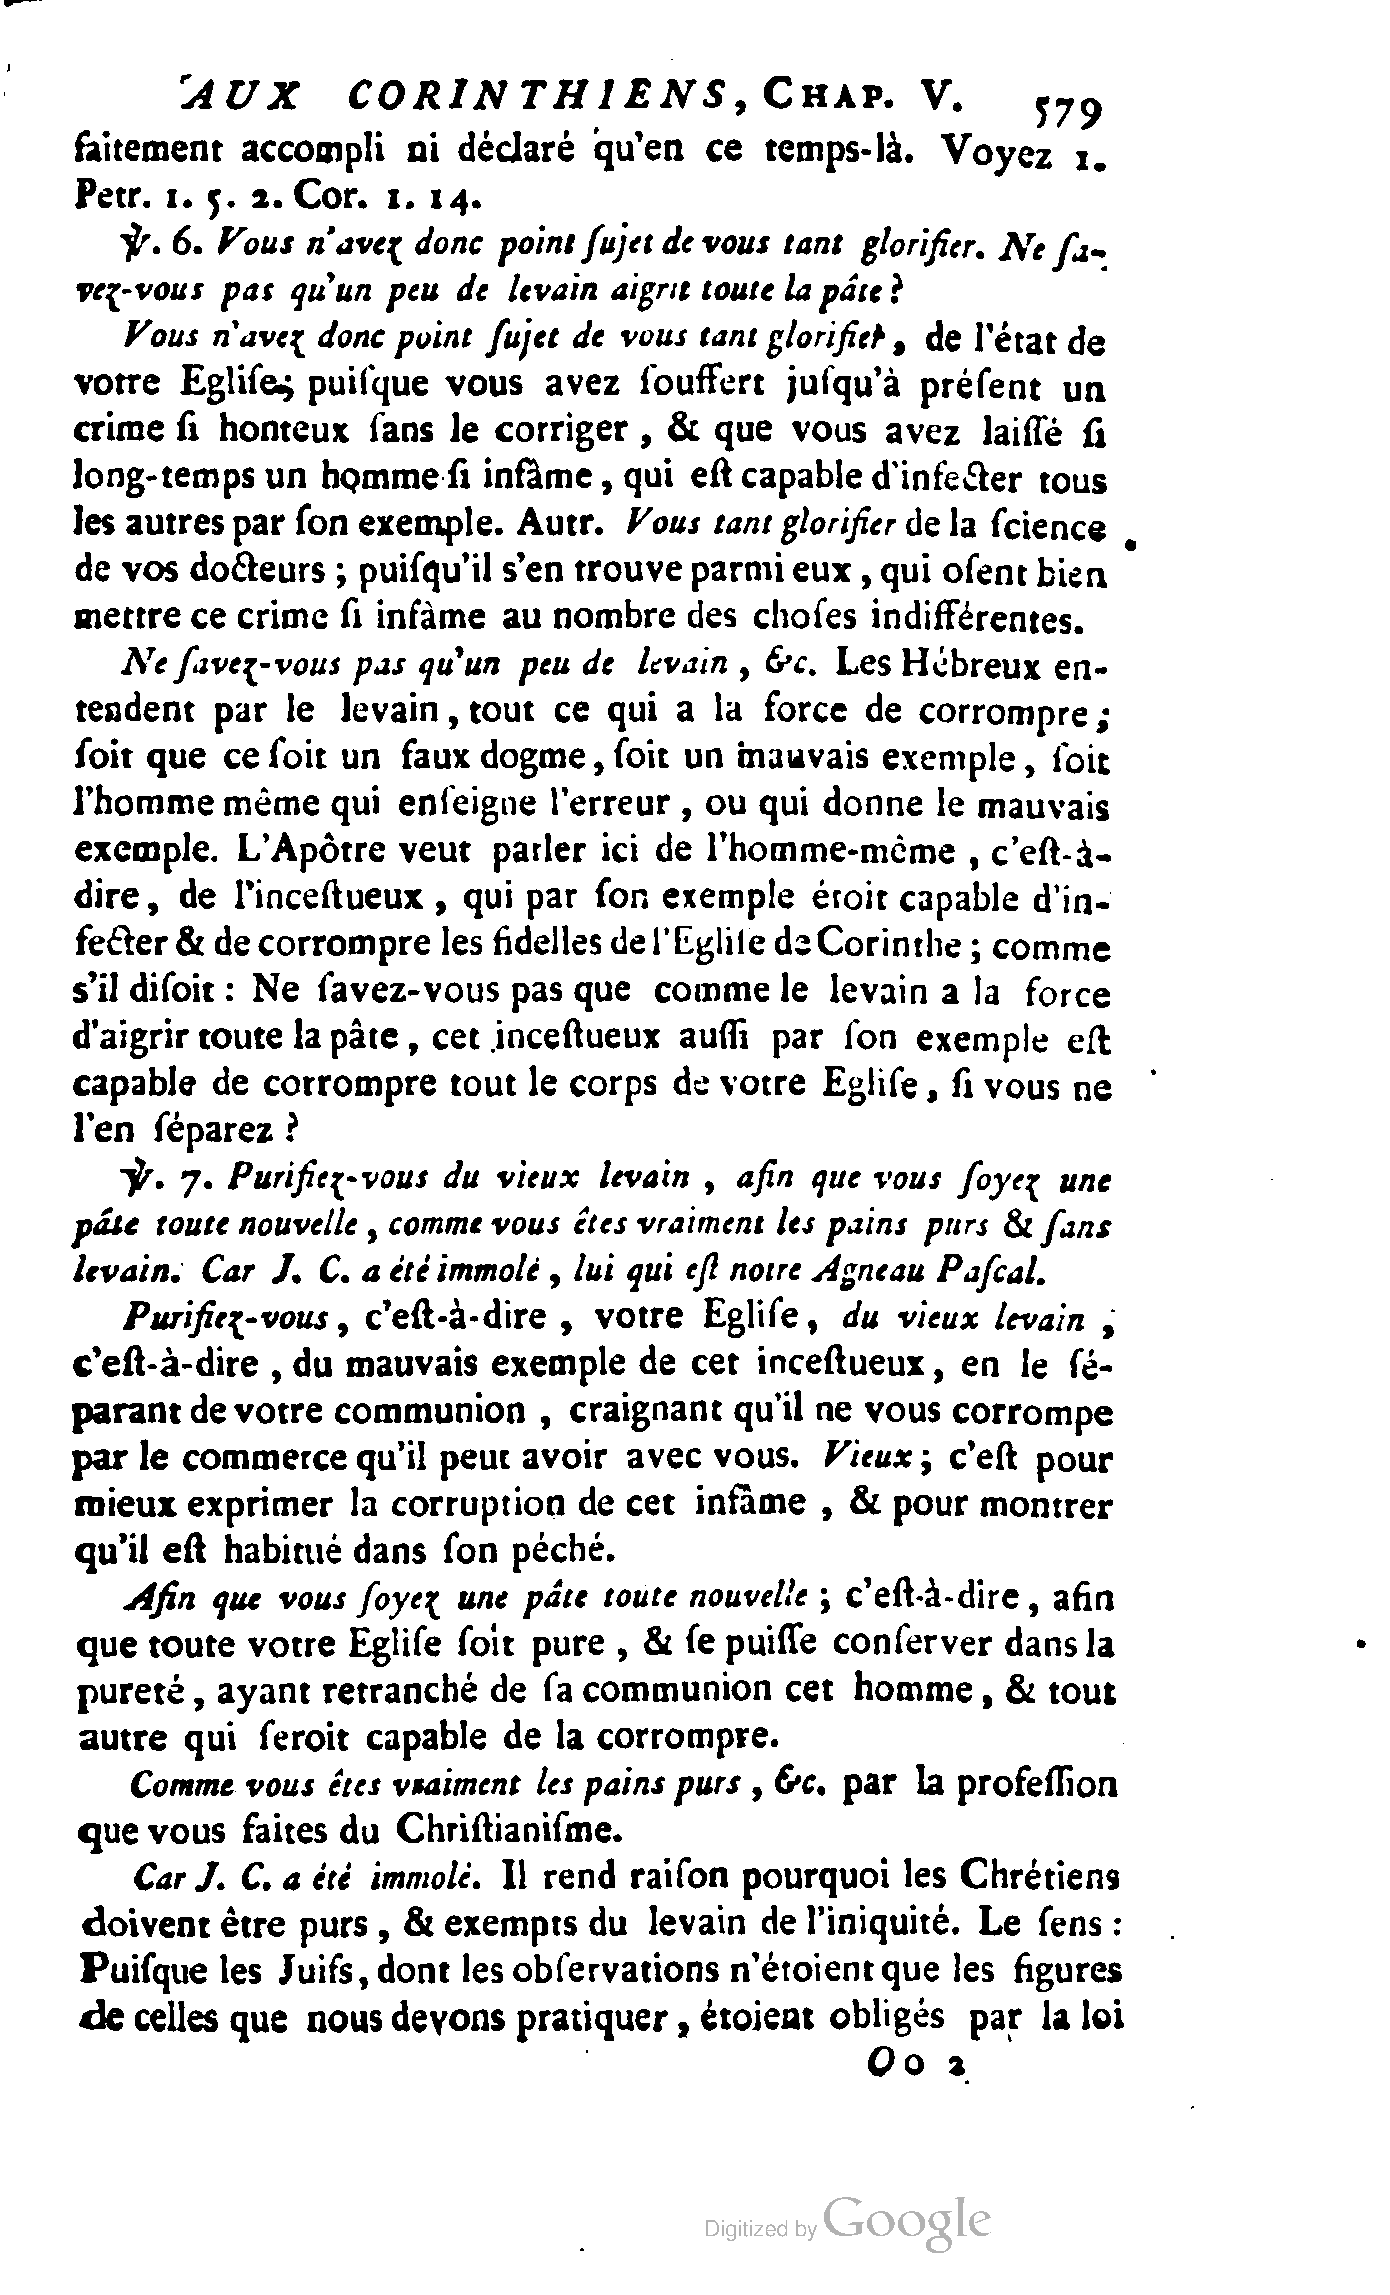 AUX CORINTHIENS, CHAP. V. 579
faitement accompli ni déclaré qu'en ce temps-là. Voyez 1.
Petr. 1. 5. 2. Cor. 1. 14.
℣. 6. Vous n'avez donc point ſujet de vous tant glorifier. Ne ſa-
vez-vous pas qu'un peu de levain aigrit toute la pâte ?
Vous n'avez donc point ſujet de vous tant glorifier, de l'état de
votre Egliſe; puiſque vous avez ſouffert juſqu'à préſent un
crime ſi honteux ſans le corriger, & que vous avez laiſſé ſi
long-temps un homme ſi infâme, qui eſt capable d'infecter tous
les autres par ſon exemple. Autr. Vous tant glorifier de la ſcience
de vos docteurs ; puiſqu'il s'en trouve parmi eux, qui oſent bien
mettre ce crime ſi infàme au nombre des choſes indifférentes.
Ne ſavez-vous pas qu'un peu de levain, &c. Les Hébreux en-
tendent par le levain, tout ce qui a la force de corrompre;
ſoit que ce ſoit un faux dogme, ſoit un mauvais exemple, ſoit
l'homme même qui enſeigne l'erreur, ou qui donne le mauvais
exemple. L'Apôtre veut parler ici de l'homme-même, c'eſt-à-
dire, de l'inceſtueux, qui par ſon exemple étoit capable d'in-
fecter & de corrompre les fidelles de l'Egliſe de Corinthe ; comme
s'il diſoit : Ne ſavez-vous pas que comme le levain a la force
d'aigrir toute la pâte, cet inceſtueux auſſi par ſon exemple eſt
capable de corrompre tout le corps de votre Egliſe, ſi vous ne
l'en ſéparez ?
℣. 7. Purifiez-vous du vieux levain, afin que vous ſoyez une
pâte toute nouvelle, comme vous êtes vraiment les pains purs & ſans
levain. Car J. C. a été immolé, lui qui eſt notre Agneau Paſcal.
Purifiez-vous, c'eſt-à-dire, votre Egliſe, du vieux levain ;
c'eſt-à-dire, du mauvais exemple de cet inceſtueux, en le ſé-
parant de votre communion, craignant qu'il ne vous corrompe
par le commerce qu'il peut avoir avec vous. Vieux ; c'eſt pour
mieux exprimer la corruption de cet infâme, & pour montrer
qu'il eſt habitué dans ſon péché.
Afin que vous ſoyez une pâte toute nouvelle ; c'eſt-à-dire, afin
que toute votre Egliſe ſoit pure, & ſe puiſſe conſerver dans la
pureté, ayant retranché de ſa communion cet homme, & tout
autre qui ſeroit capable de la corrompre.
Comme vous êtes vraiment les pains purs, &c. par la profeſſion
que vous faites du Chriſtianiſme.
Car J. C. a été immolé. Il rend raiſon pourquoi les Chrétiens
doivent être purs, & exempts du levain de l'iniquité. Le ſens :
Puiſque les Juifs, dont les obſervations n'étoient que les figures
de celles que nous devons pratiquer, étoient obligés par la loi
Oo 2
Digitized by Google